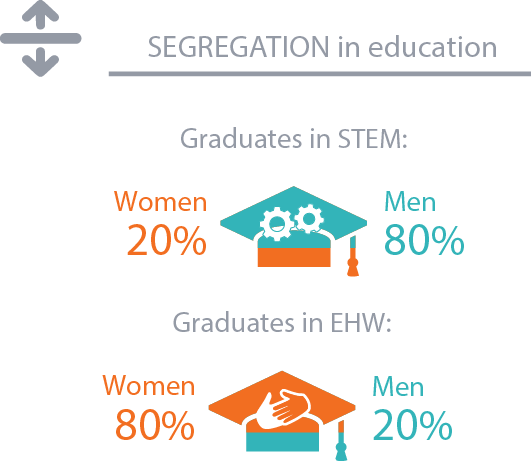 SEGREGATION in education
Graduates in STEM:
Women Men
20% 80%
Graduates in EHW:
Women Men
80% 20%